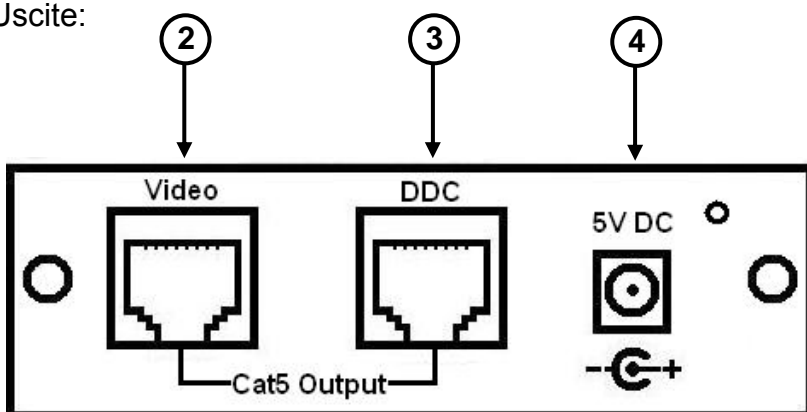 Uscite:
2 3 4
Video DDC
5V DC
Cat5 Output
- +